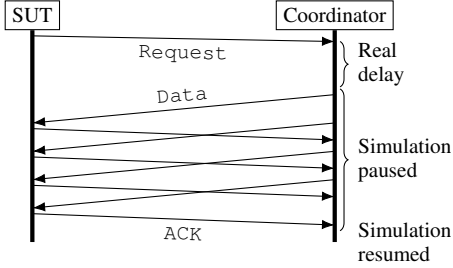 SUT
Coordinator
Request
Real
delay
Data
Simulation
paused
ACK
Simulation
resumed